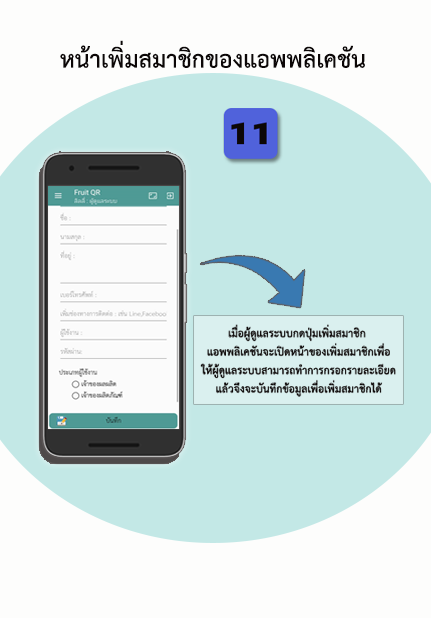 หน้าเพิ่มสมาชิกของแอพพลิเคชัน
11
Fruit QR
ยินดี : ผู้ดูแลระบบ
ชื่อ :
นามสกุล :
ที่อยู่ :
เบอร์โทรศัพท์ :
เพิ่มช่องทางการติดต่อ : เช่น Line,Facebook
ผู้ใช้งาน :
รหัสผ่าน:
ประเภทผู้ใช้งาน
เจ้าของผลผลิต
เจ้าของผลิตภัณฑ์
บันทึก
เมื่อผู้ดูแลระบบกดปุ่มเพิ่มสมาชิก
แอพพลิเคชันจะเปิดหน้าของเพิ่มสมาชิกเพื่อ
ให้ผู้ดูแลระบบสามารถทำการกรอกรายละเอียด
แล้วจึงจะบันทึกข้อมูลเพื่อเพิ่มสมาชิกได้